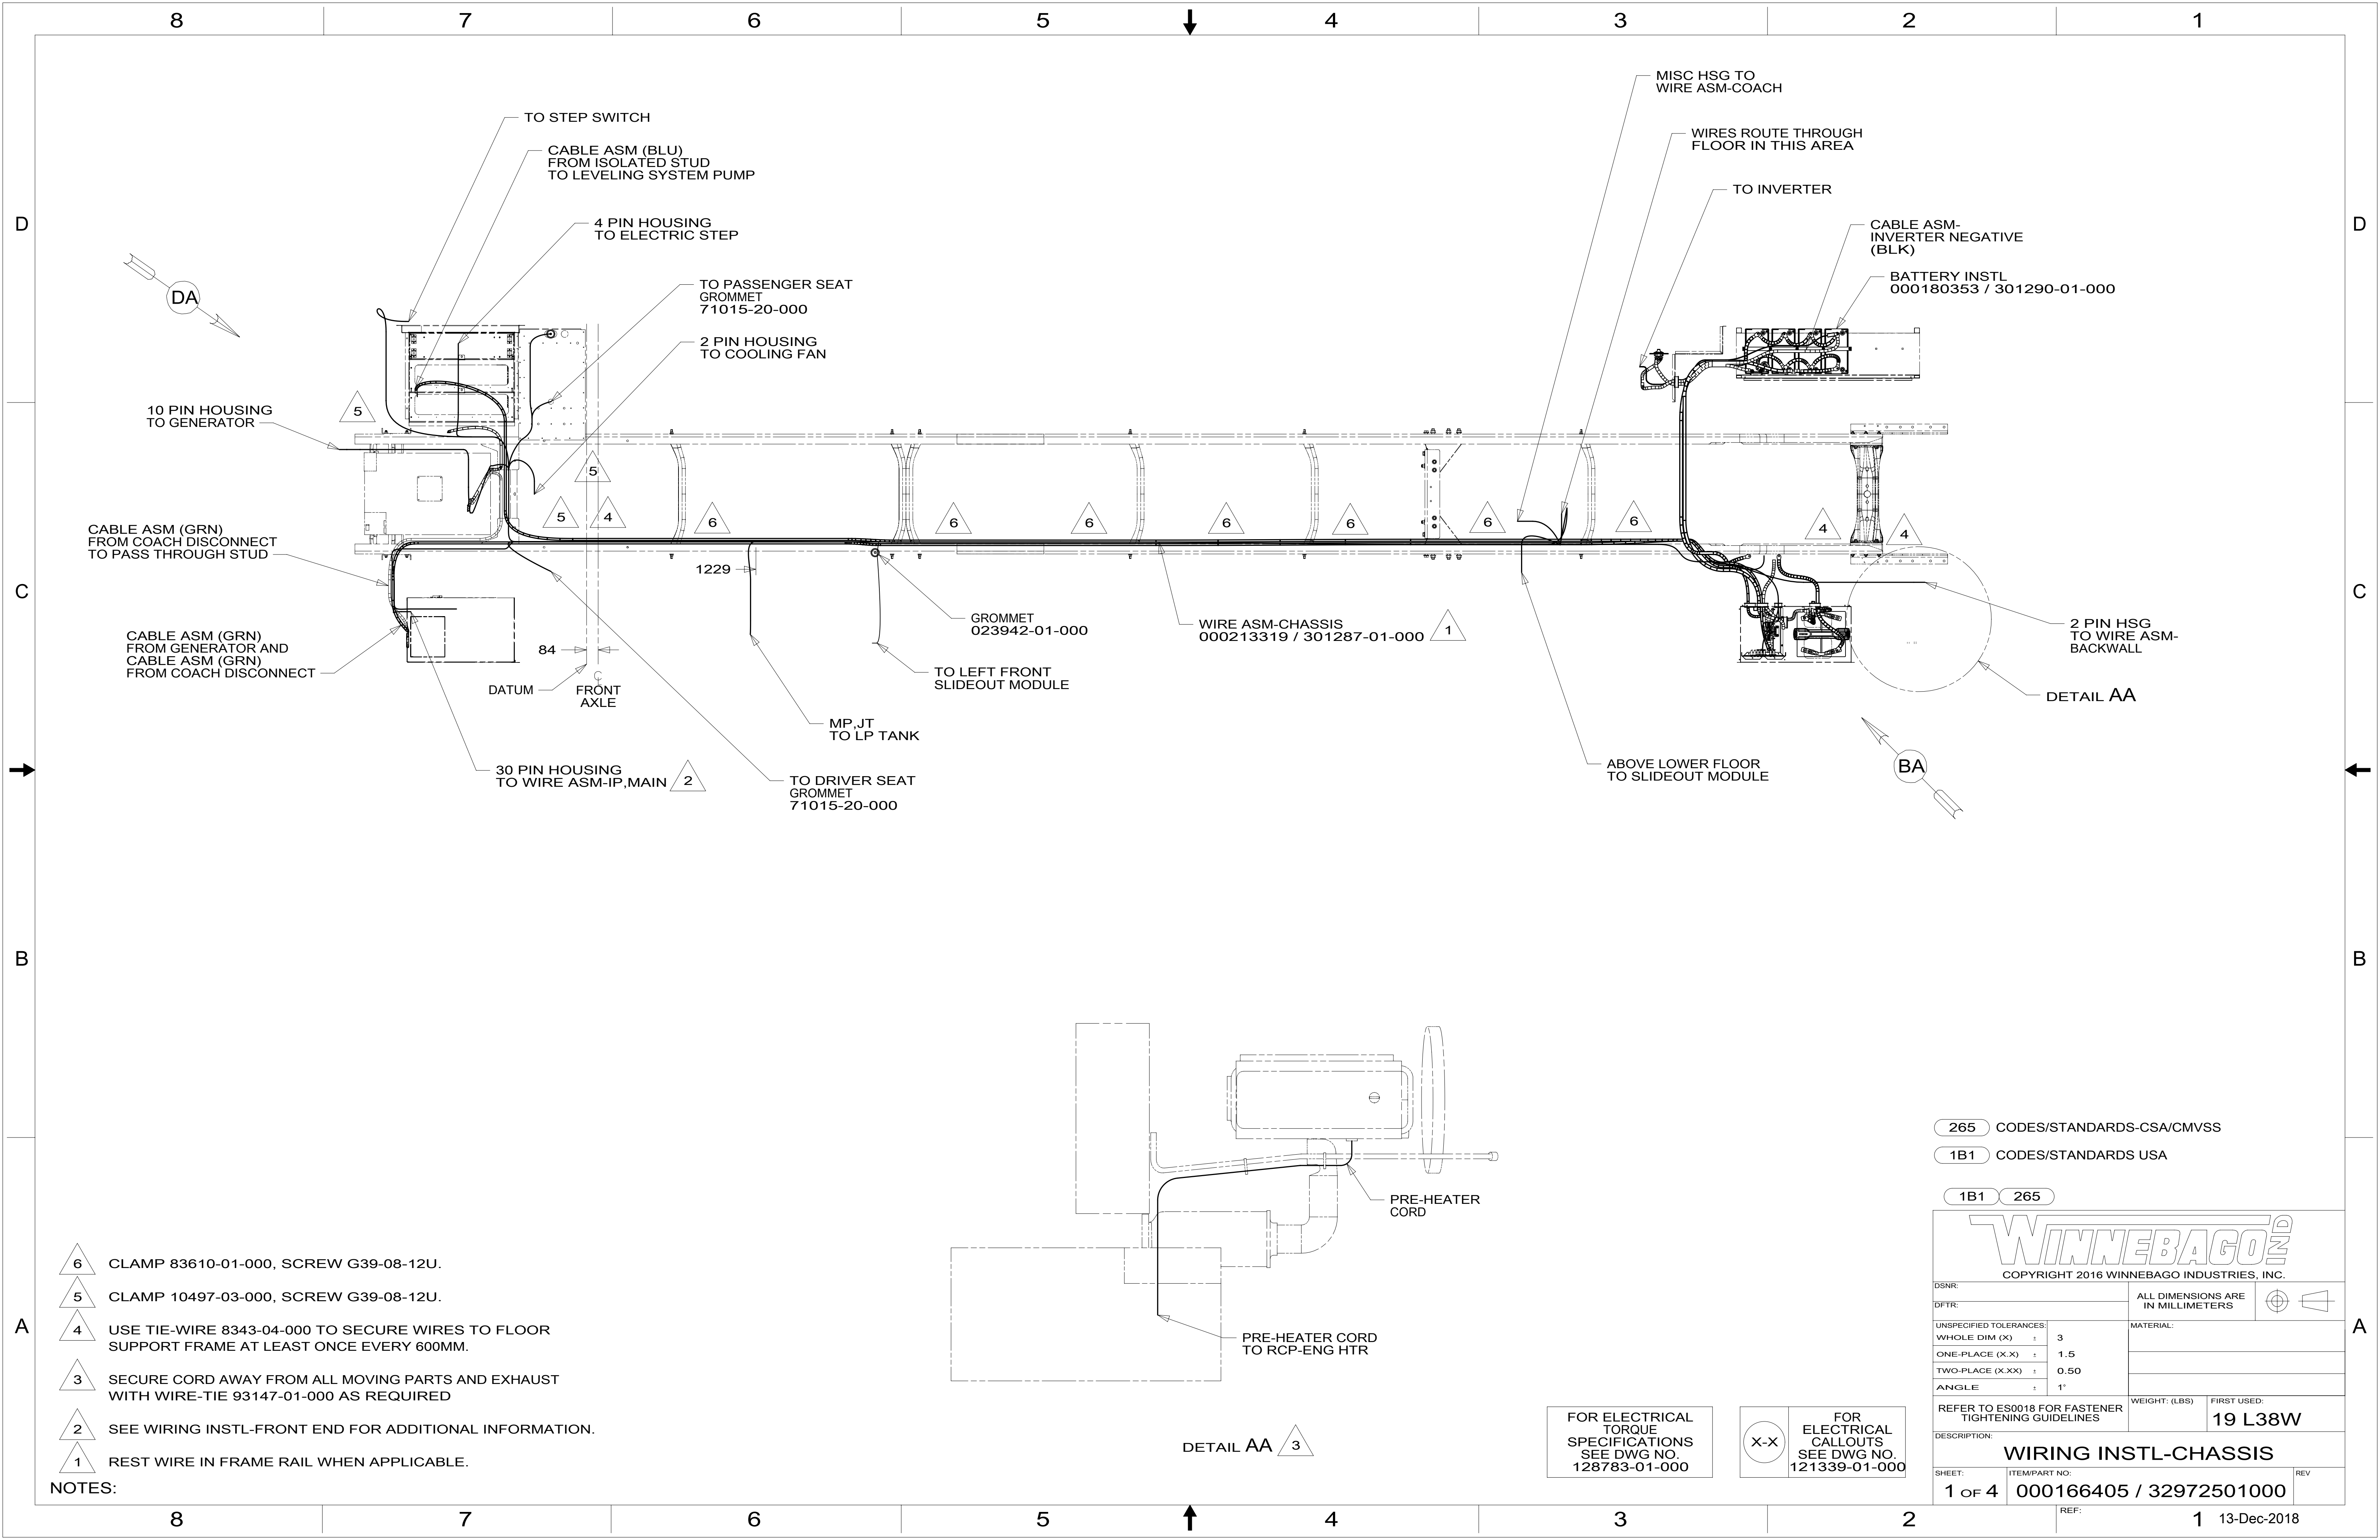 8 7 6 5 4 3 2 1
D
D
C
C
B
B
A
A
MISC HSG TO
WIRE ASM-COACH
TO STEP SWITCH
WIRES ROUTE THROUGH
FLOOR IN THIS AREA
CABLE ASM (BLU)
FROM ISOLATED STUD
TO LEVELING SYSTEM PUMP
TO INVERTER
4 PIN HOUSING
TO ELECTRIC STEP
CABLE ASM-
INVERTER NEGATIVE
(BLK)
BATTERY INSTL
000180353 / 301290-01-000
DA
TO PASSENGER SEAT
GROMMET
71015-20-000
2 PIN HOUSING
TO COOLING FAN
10 PIN HOUSING
TO GENERATOR
5
5
5
4
6
6
6
6
6
6
6
4
4
CABLE ASM (GRN)
FROM COACH DISCONNECT
TO PASS THROUGH STUD
1229
GROMMET
023942-01-000
WIRE ASM-CHASSIS
000213319 / 301287-01-000
1
2 PIN HSG
TO WIRE ASM-
BACKWALL
CABLE ASM (GRN)
FROM GENERATOR AND
CABLE ASM (GRN)
FROM COACH DISCONNECT
84
DATUM
FRONT
AXLE
TO LEFT FRONT
SLIDEOUT MODULE
DETAIL AA
MP,JT
TO LP TANK
30 PIN HOUSING
TO WIRE ASM-IP,MAIN
2
TO DRIVER SEAT
GROMMET
71015-20-000
ABOVE LOWER FLOOR
TO SLIDEOUT MODULE
BA
PRE-HEATER
CORD
PRE-HEATER CORD
TO RCP-ENG HTR
DETAIL AA
3
6 CLAMP 83610-01-000, SCREW G39-08-12U.
5 CLAMP 10497-03-000, SCREW G39-08-12U.
4 USE TIE-WIRE 8343-04-000 TO SECURE WIRES TO FLOOR
SUPPORT FRAME AT LEAST ONCE EVERY 600MM.
3 SECURE CORD AWAY FROM ALL MOVING PARTS AND EXHAUST
WITH WIRE-TIE 93147-01-000 AS REQUIRED
2 SEE WIRING INSTL-FRONT END FOR ADDITIONAL INFORMATION.
1 REST WIRE IN FRAME RAIL WHEN APPLICABLE.
NOTES:
FOR ELECTRICAL
TORQUE
SPECIFICATIONS
SEE DWG NO.
128783-01-000
X-X
FOR
ELECTRICAL
CALLOUTS
SEE DWG NO.
121339-01-000
265 CODES/STANDARDS-CSA/CMVSS
1B1 CODES/STANDARDS USA
1B1 265
WINNEBAGO IND
COPYRIGHT 2016 WINNEBAGO INDUSTRIES, INC.
DSNR:
DFTR:
ALL DIMENSIONS ARE
IN MILLIMETERS
UNSPECIFIED TOLERANCES:
WHOLE DIM (X) ± 3
ONE-PLACE (X.X) ± 1.5
TWO-PLACE (X.XX) ± 0.50
ANGLE ± 1°
MATERIAL:
REFER TO ES0018 FOR FASTENER
TIGHTENING GUIDELINES
WEIGHT: (LBS)
FIRST USED:
19 L38W
DESCRIPTION:
WIRING INSTL-CHASSIS
SHEET:
1 OF 4
ITEM/PART NO:
000166405 / 32972501000
REV
REF:
8 7 6 5 4 3 2 1
13-Dec-2018